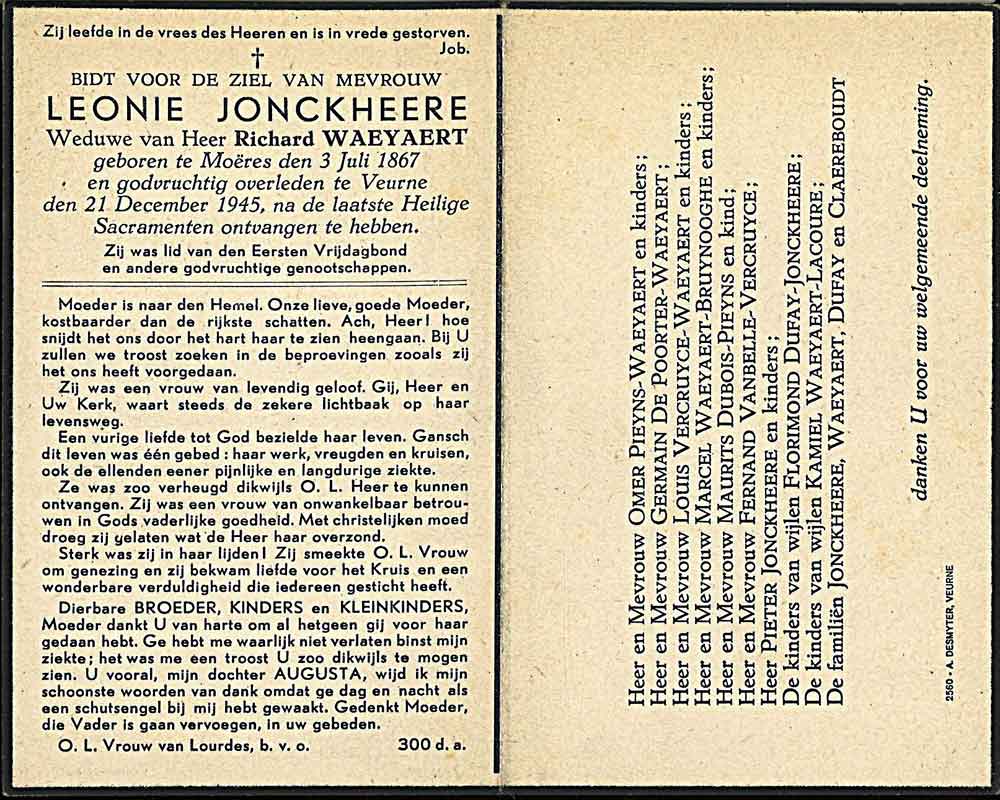 Zij leefde in de vrees des Heeren en is in vrede gestorven.
Job.
†
BIDT VOOR DE ZIEL VAN MEVROUW
LEONIE JONCKHEERE
Weduwe van Heer Richard WAEYAERT
geboren te Moëres den 3 Juli 1867
en godvruchtig overleden te Veurne
den 21 December 1945, na de laatste Heilige
Sacramenten ontvangen te hebben.
Zij was lid van den Eersten Vrijdagbond
en andere godvruchtige genootschappen.
Moeder is naar den Hemel. Onze lieve, goede Moeder,
kostbaarder dan de rijkste schatten. Ach, Heer! hoe
snijdt het ons door het hart haar te zien heengaan. Bij U
zullen we troost zoeken in de beproevingen zooals zij
het ons heeft voorgedaan.
Zij was een vrouw van levendig geloof. Gij, Heer en
Uw Kerk, waart steeds de zekere lichtbaak op haar
levensweg.
Een vurige liefde tot God bezielde haar leven. Gansch
dit leven was één gebed : haar werk, vreugden en kruisen,
ook de ellenden eener pijnlijke en langdurige ziekte.
Ze was zoo verheugd dikwijls O. L. Heer te kunnen
ontvangen. Zij was een vrouw van onwankelbaar betrou-
wen in Gods vaderlijke goedheid. Met christelijken moed
droeg zij gelaten wat de Heer haar overzond.
Sterk was zij in haar lijden! Zij smeekte O. L. Vrouw
om genezing en zij bekwam liefde voor het Kruis en een
wonderbare verduldigheid die iedereen gesticht heeft.
Dierbare BROEDER, KINDERS en KLEINKINDERS,
Moeder dankt U van harte om al hetgeen gij voor haar
gedaan hebt. Ge hebt me waarlijk niet verlaten binst mijn
ziekte ; het was me een troost U zoo dikwijls te mogen
zien. U vooral, mijn dochter AUGUSTA, wijd ik mijn
schoonste woorden van dank omdat ge dag en nacht als
een schutsengel bij mij hebt gewaakt. Gedenkt Moeder,
die Vader is gaan vervoegen, in uw gebeden.
O. L. Vrouw van Lourdes, b. v. o. 300 d. a.
Heer en Mevrouw OMER PIEYNS-WAEYAERT en kinders ;
Heer en Mevrouw GERMAIN DE POORTER-WAEYAERT ;
Heer en Mevrouw LOUIS VERCRUYCE-WAEYAERT en kinders ;
Heer en Mevrouw MARCEL WAEYAERT-BRUYNOOGHE en kinders ;
Heer en Mevrouw MAURITS DUBOIS-PIEYNS en kind ;
Heer en Mevrouw FERNAND VANBELLE-VERCRUYCE ;
Heer PIETER JONCKHEERE en kinders ;
De kinders van wijlen FLORIMOND DUFAY-JONCKHEERE ;
De kinders van wijlen KAMIEL WAEYAERT-LACOURE ;
De familiën JONCKHEERE, WAEYAERT, DUFAY en CLAEREBOUDT
danken U voor uw welgemeende deelneming.
2560 • A. DESMYTER, VEURNE